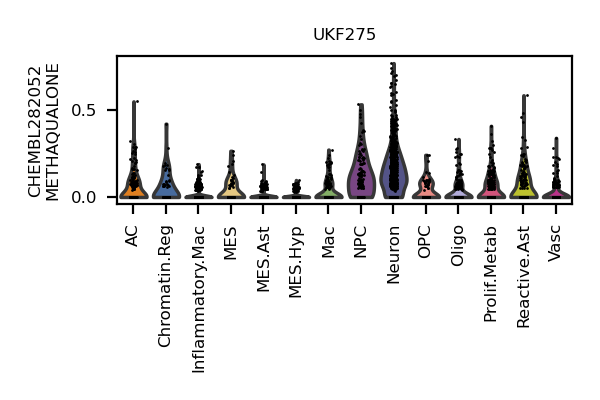 UKF275
CHEMBL282052
METHAQUALONE
0.5
0.0
AC
Chromatin.Reg
Inflammatory.Mac
MES
MES.Ast
MES.Hyp
Mac
NPC
Neuron
OPC
Oligo
Prolif.Metab
Reactive.Ast
Vasc